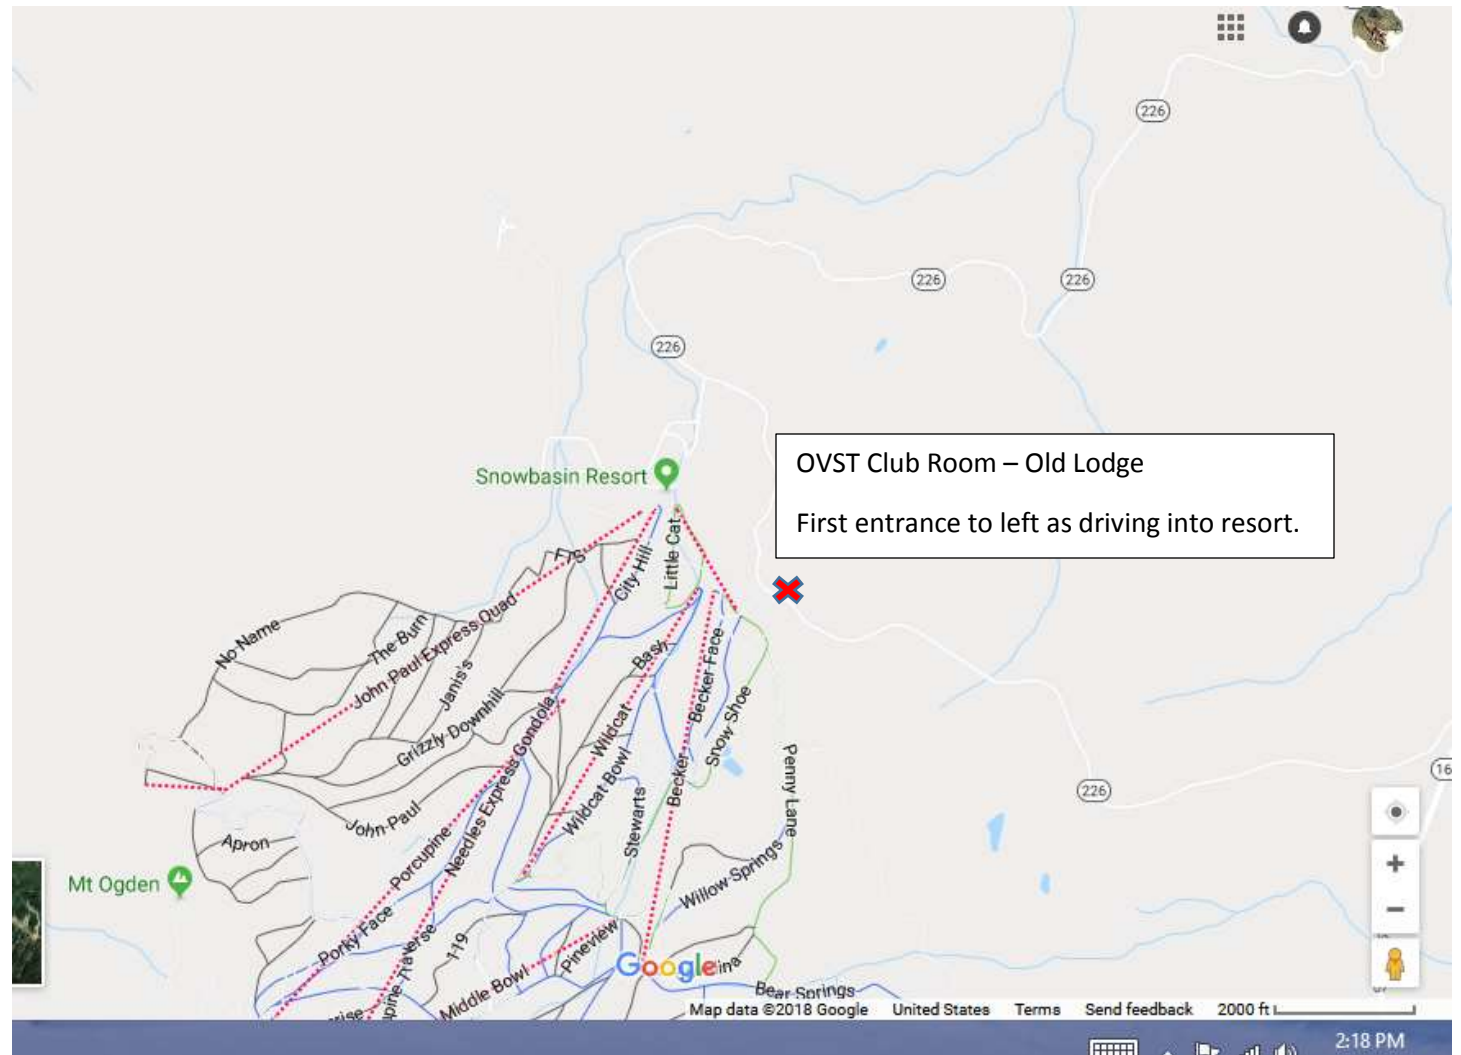 226
226
226
226
OVST Club Room – Old Lodge
Snowbasin Resort
First entrance to left as driving into resort.
F/S
City Hill
Little Cat
No Name
The Burn
John Paul Express Quad
Janis's
Bash
Becker Face
Grizzly Downhill
Wildcat
Snow Shoe
Needles Express Gondola
Wildcat Bowl
Becker
Penny Lane
Stewarts
226
16
John Paul
Apron
Porcupine
Mt Ogden
Willow Springs
Porky Face
119
Pineview
Middle Bowl
Google
Bear Springs
Map data ©2018 Google United States Terms Send feedback 2000 ft
2:18 PM